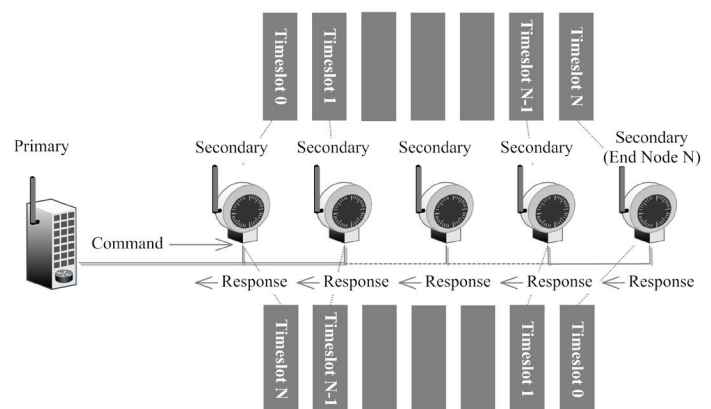 Timeslot 0
Timeslot 1
Timeslot N-1
Timeslot N
Primary
Secondary
Secondary
Secondary
Secondary
Secondary
(End Node N)
Command
Response
Response
Response
Response
Response
Timeslot N
Timeslot N-1
Timeslot 1
Timeslot 0